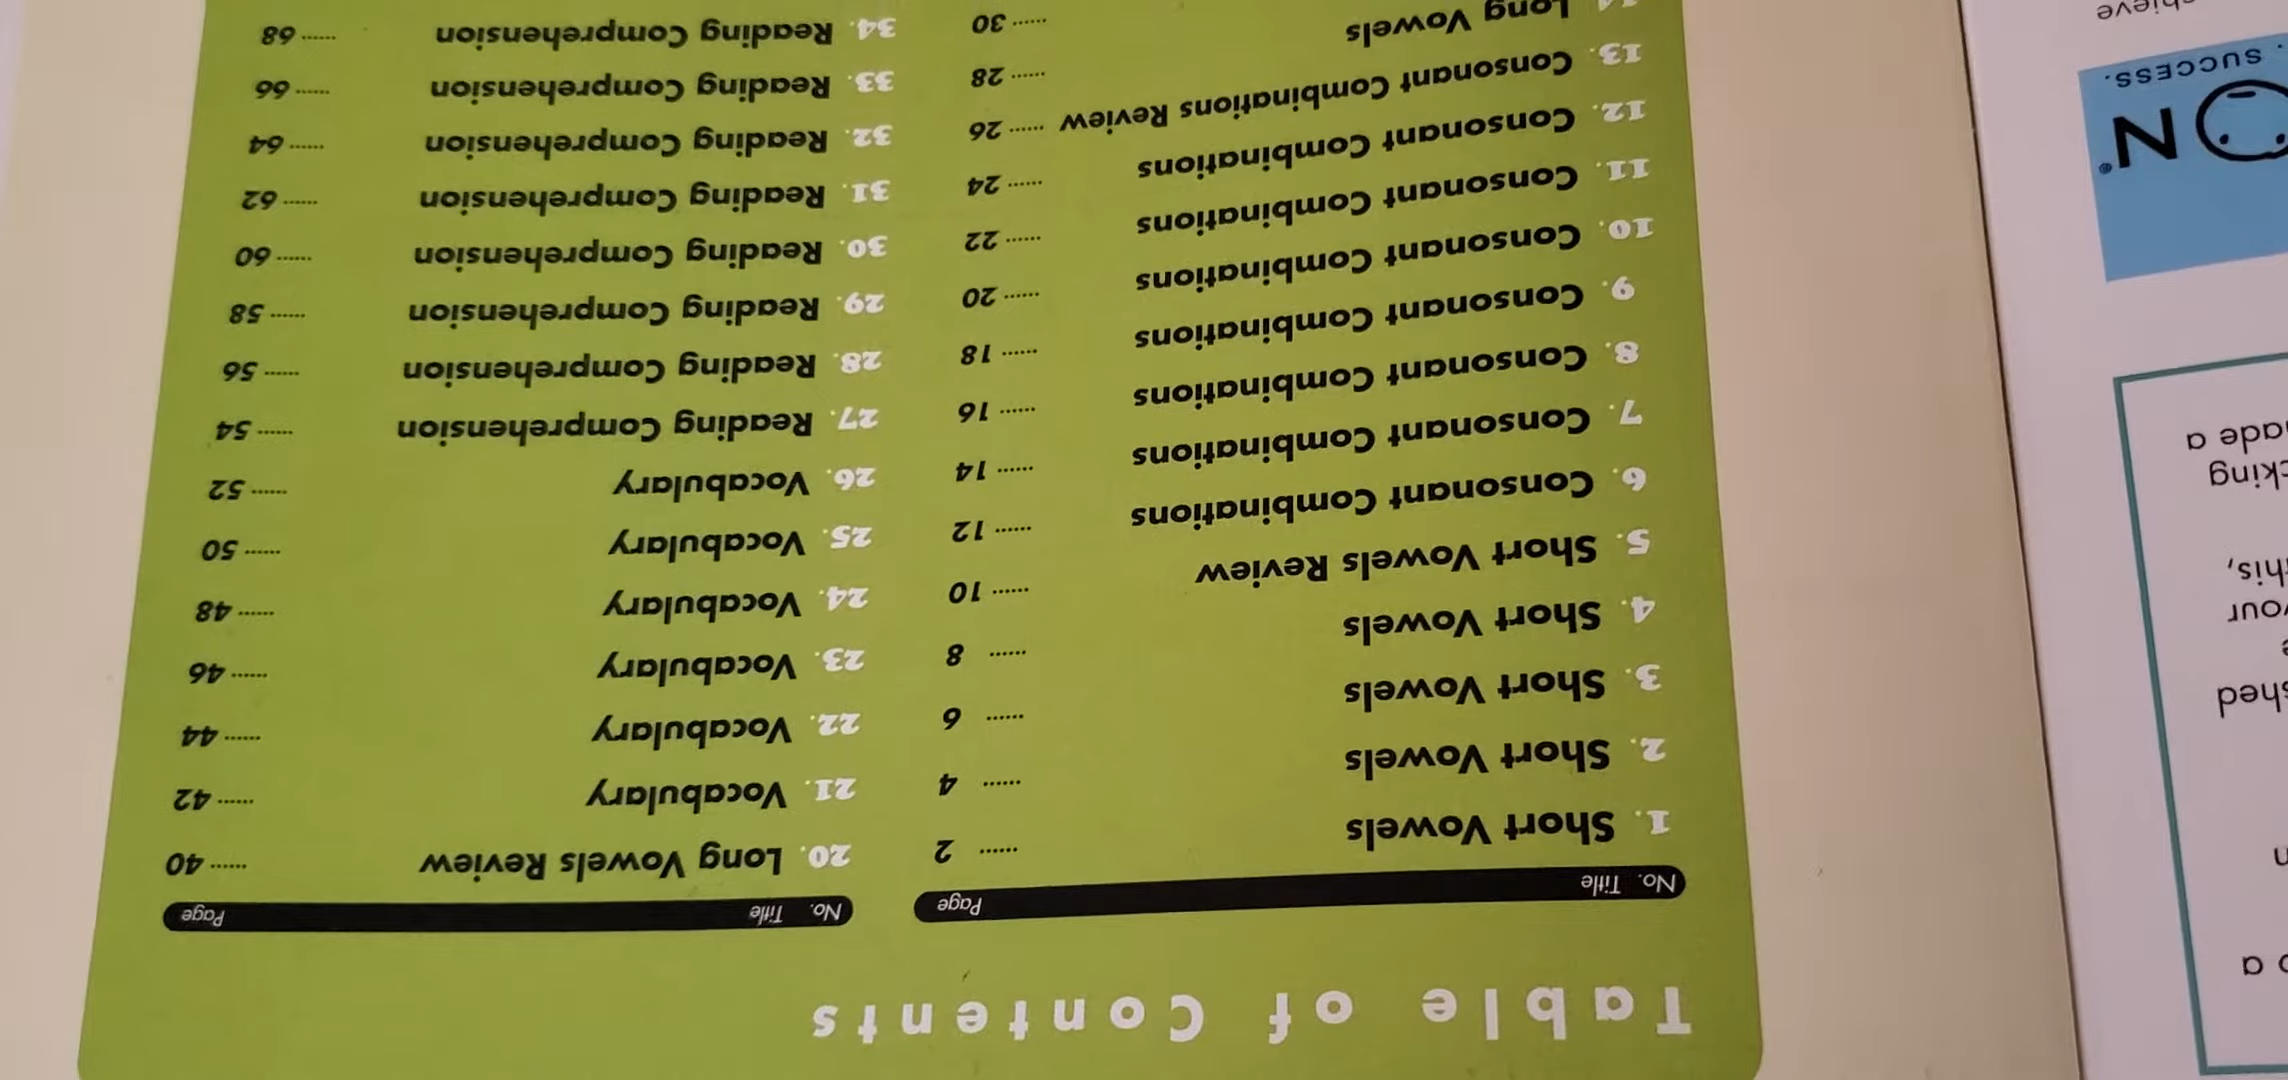 Table of Contents
No. Title Page
1. Short Vowels ...... 2
2. Short Vowels ...... 4
3. Short Vowels ...... 6
4. Short Vowels ...... 8
5. Short Vowels Review ...... 10
6. Consonant Combinations ...... 12
7. Consonant Combinations ...... 14
8. Consonant Combinations ...... 16
9. Consonant Combinations ...... 18
10. Consonant Combinations ...... 20
11. Consonant Combinations ...... 22
12. Consonant Combinations ...... 24
13. Consonant Combinations Review ...... 26
Long Vowels ...... 28
...... 30
No. Title Page
20. Long Vowels Review ...... 40
21. Vocabulary ...... 42
22. Vocabulary ...... 44
23. Vocabulary ...... 46
24. Vocabulary ...... 48
25. Vocabulary ...... 50
26. Vocabulary ...... 52
27. Reading Comprehension ...... 54
28. Reading Comprehension ...... 56
29. Reading Comprehension ...... 58
30. Reading Comprehension ...... 60
31. Reading Comprehension ...... 62
32. Reading Comprehension ...... 64
33. Reading Comprehension ...... 66
34. Reading Comprehension ...... 68
a
this,
a
ON®
SUCCESS.